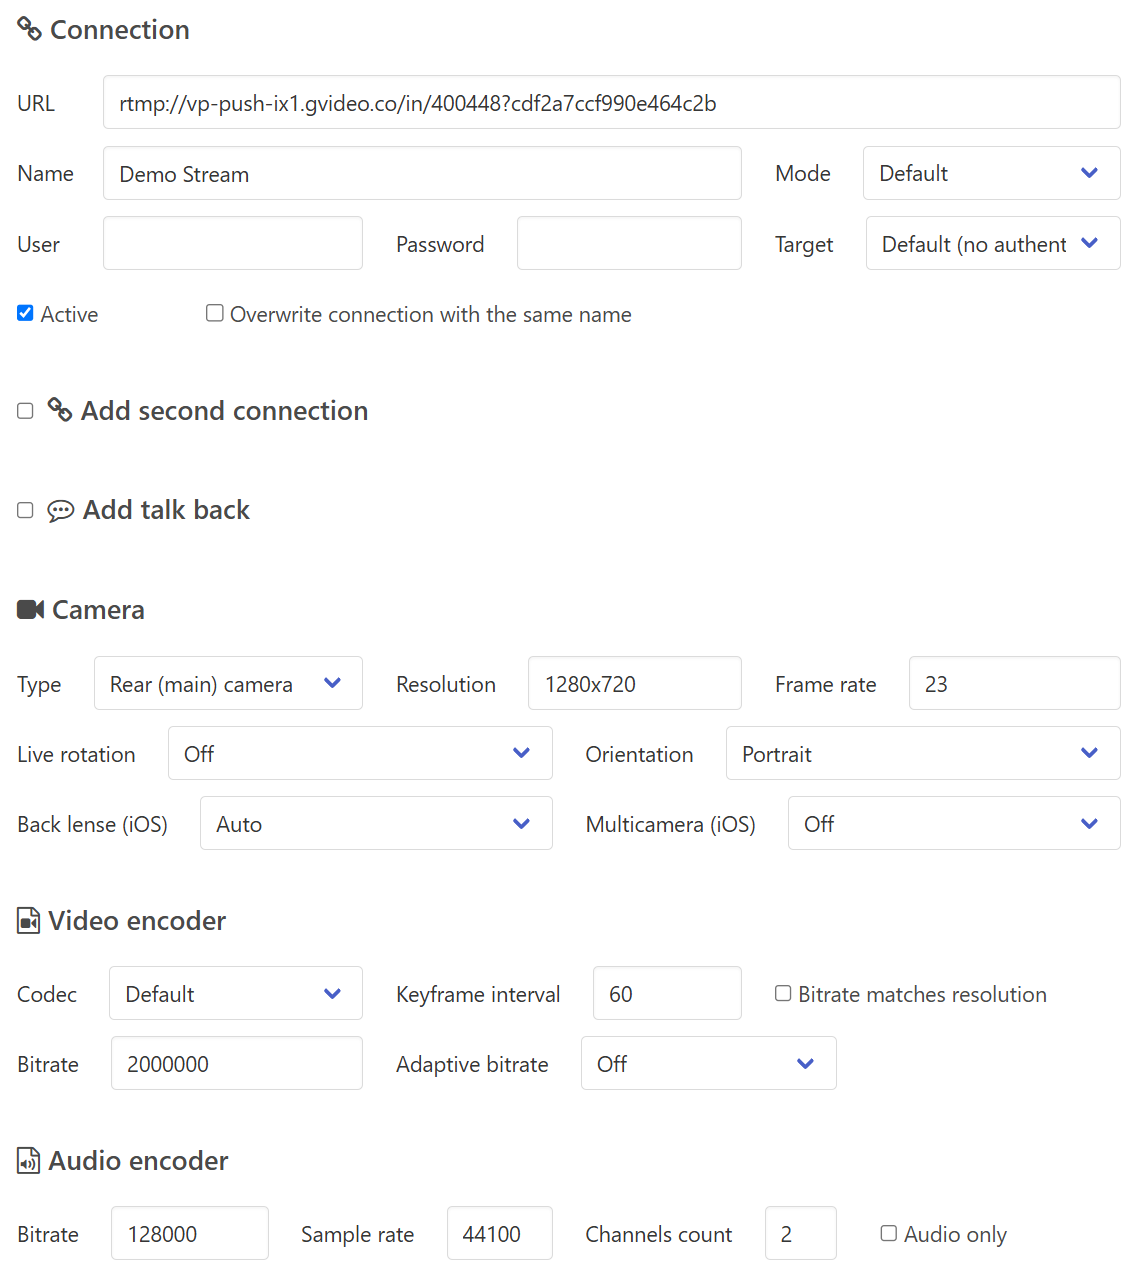 Connection
URL rtmp://vp-push-ix1.gvideo.co/in/400448?cdf2a7ccf990e464c2b
Name Demo Stream Mode Default
User Password Target Default (no authent
Active Overwrite connection with the same name
Add second connection
Add talk back
Camera
Type Rear (main) camera Resolution 1280x720 Frame rate 23
Live rotation Off Orientation Portrait
Back lense (iOS) Auto Multicamera (iOS) Off
Video encoder
Codec Default Keyframe interval 60 Bitrate matches resolution
Bitrate 2000000 Adaptive bitrate Off
Audio encoder
Bitrate 128000 Sample rate 44100 Channels count 2 Audio only